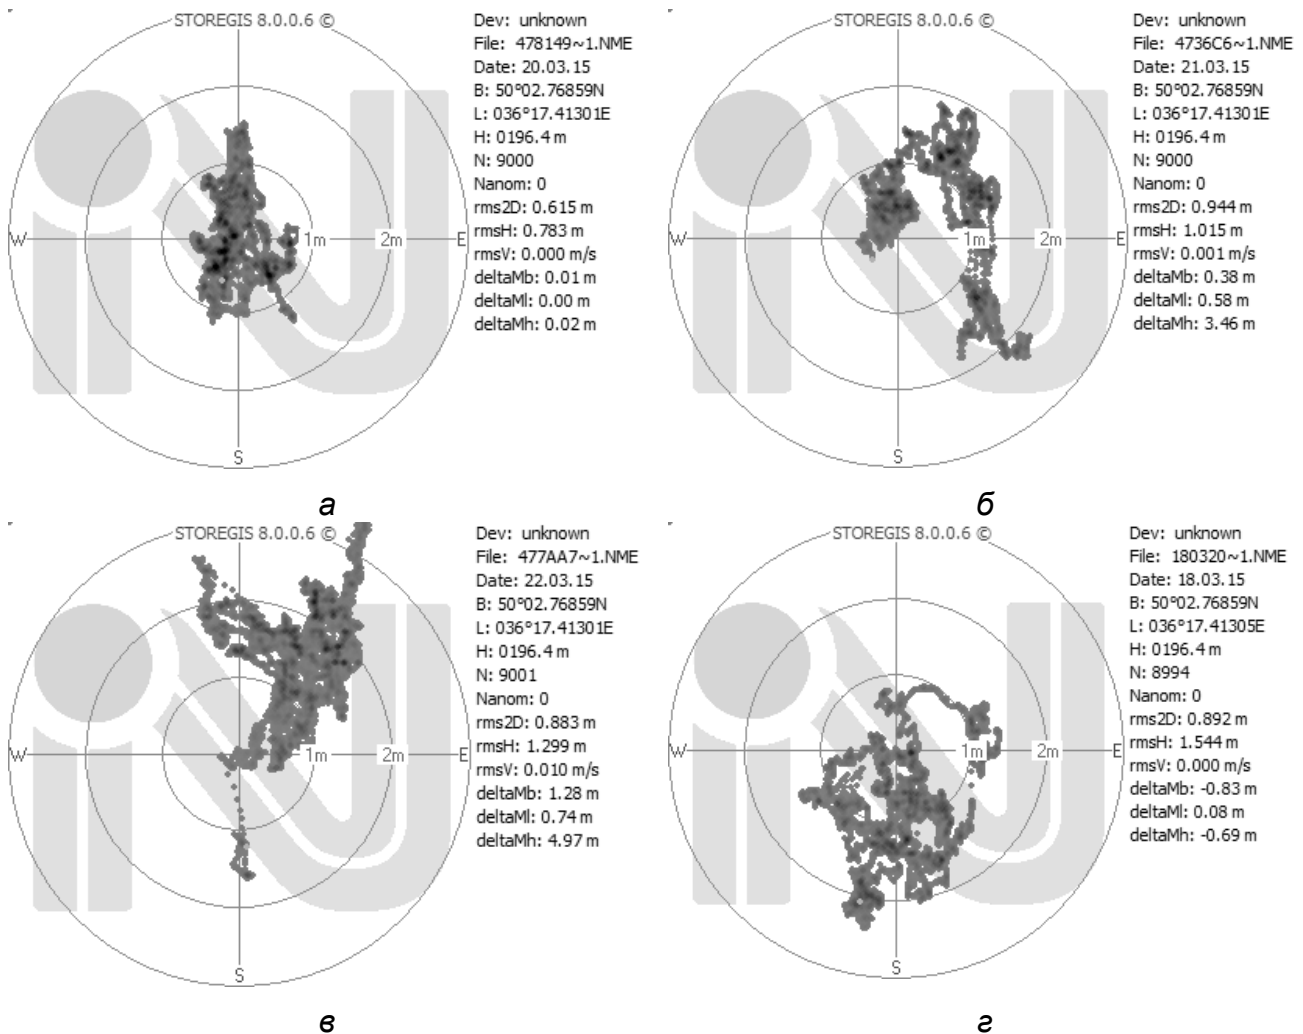 STOREGIS 8.0.0.6 ©
W
1m
2m
E
S
Dev: unknown
File: 478149~1.NME
Date: 20.03.15
B: 50°02.76859N
L: 036°17.41301E
H: 0196.4 m
N: 9000
Nanom: 0
rms2D: 0.615 m
rmsH: 0.783 m
rmsV: 0.000 m/s
deltaMb: 0.01 m
deltaMl: 0.00 m
deltaMh: 0.02 m
а
STOREGIS 8.0.0.6 ©
W
1m
2m
E
S
Dev: unknown
File: 4736C6~1.NME
Date: 21.03.15
B: 50°02.76859N
L: 036°17.41301E
H: 0196.4 m
N: 9000
Nanom: 0
rms2D: 0.944 m
rmsH: 1.015 m
rmsV: 0.001 m/s
deltaMb: 0.38 m
deltaMl: 0.58 m
deltaMh: 3.46 m
б
STOREGIS 8.0.0.6 ©
W
1m
2m
E
S
Dev: unknown
File: 477AA7~1.NME
Date: 22.03.15
B: 50°02.76859N
L: 036°17.41301E
H: 0196.4 m
N: 9001
Nanom: 0
rms2D: 0.883 m
rmsH: 1.299 m
rmsV: 0.010 m/s
deltaMb: 1.28 m
deltaMl: 0.74 m
deltaMh: 4.97 m
в
STOREGIS 8.0.0.6 ©
W
1m
2m
E
S
Dev: unknown
File: 180320~1.NME
Date: 18.03.15
B: 50°02.76859N
L: 036°17.41305E
H: 0196.4 m
N: 8994
Nanom: 0
rms2D: 0.892 m
rmsH: 1.544 m
rmsV: 0.000 m/s
deltaMb: -0.83 m
deltaMl: 0.08 m
deltaMh: -0.69 m
г